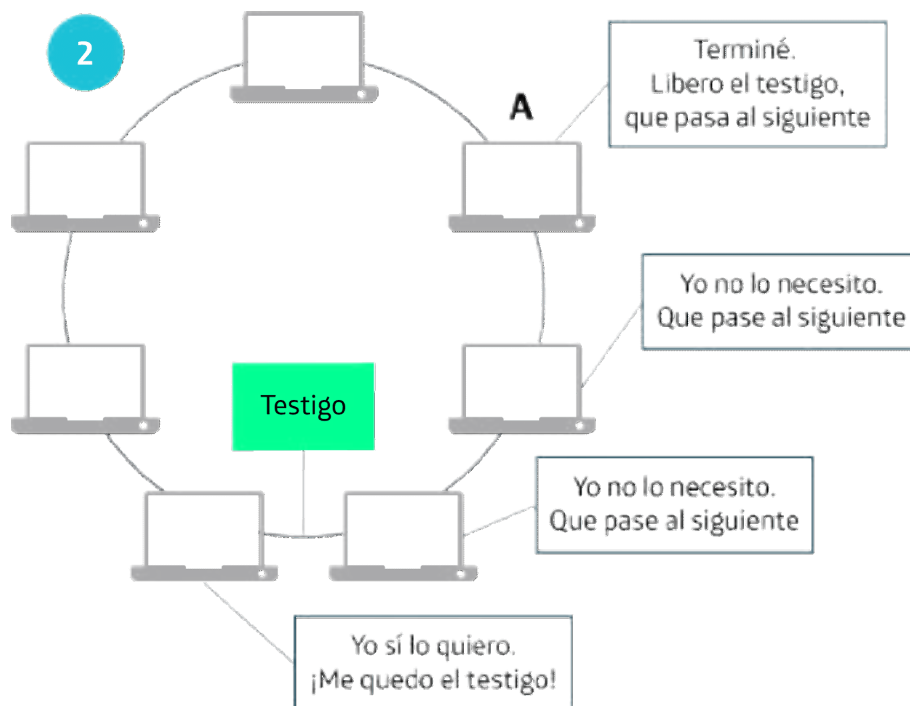 2
A
Terminé.
Libero el testigo,
que pasa al siguiente
Yo no lo necesito.
Que pase al siguiente
Testigo
Yo no lo necesito.
Que pase al siguiente
Yo sí lo quiero.
¡Me quedo el testigo!